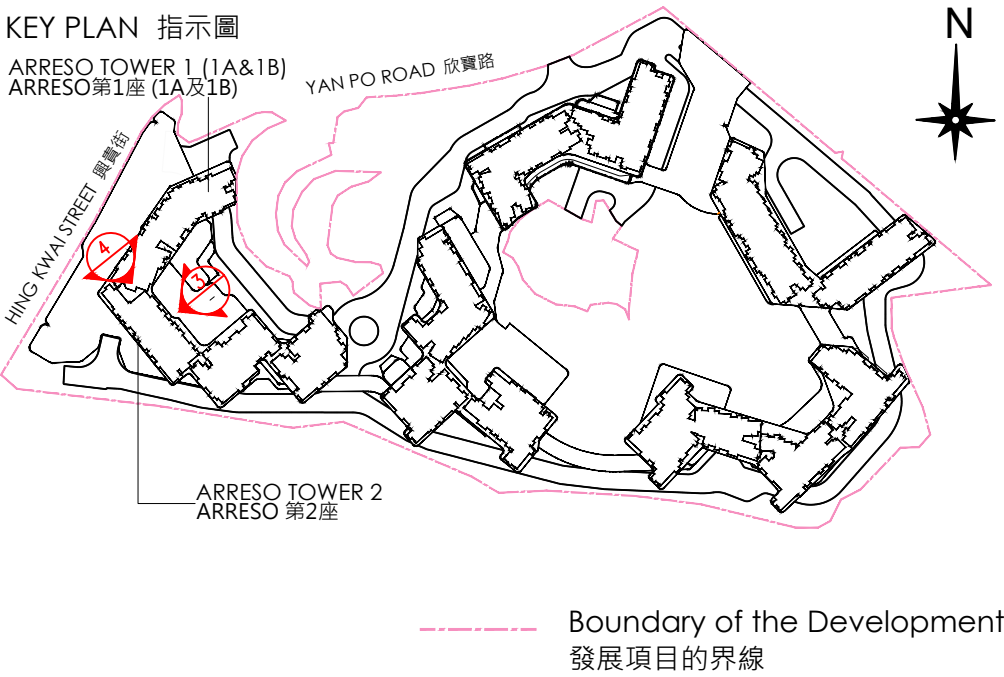 KEY PLAN 指示圖
ARRESO TOWER 1 (1A&1B)
ARRESO第1座 (1A及1B)
YAN PO ROAD 欣寶路
N
HING KWAI STREET 興貴街
4
3
ARRESO TOWER 2
ARRESO 第2座
Boundary of the Development
發展項目的界線